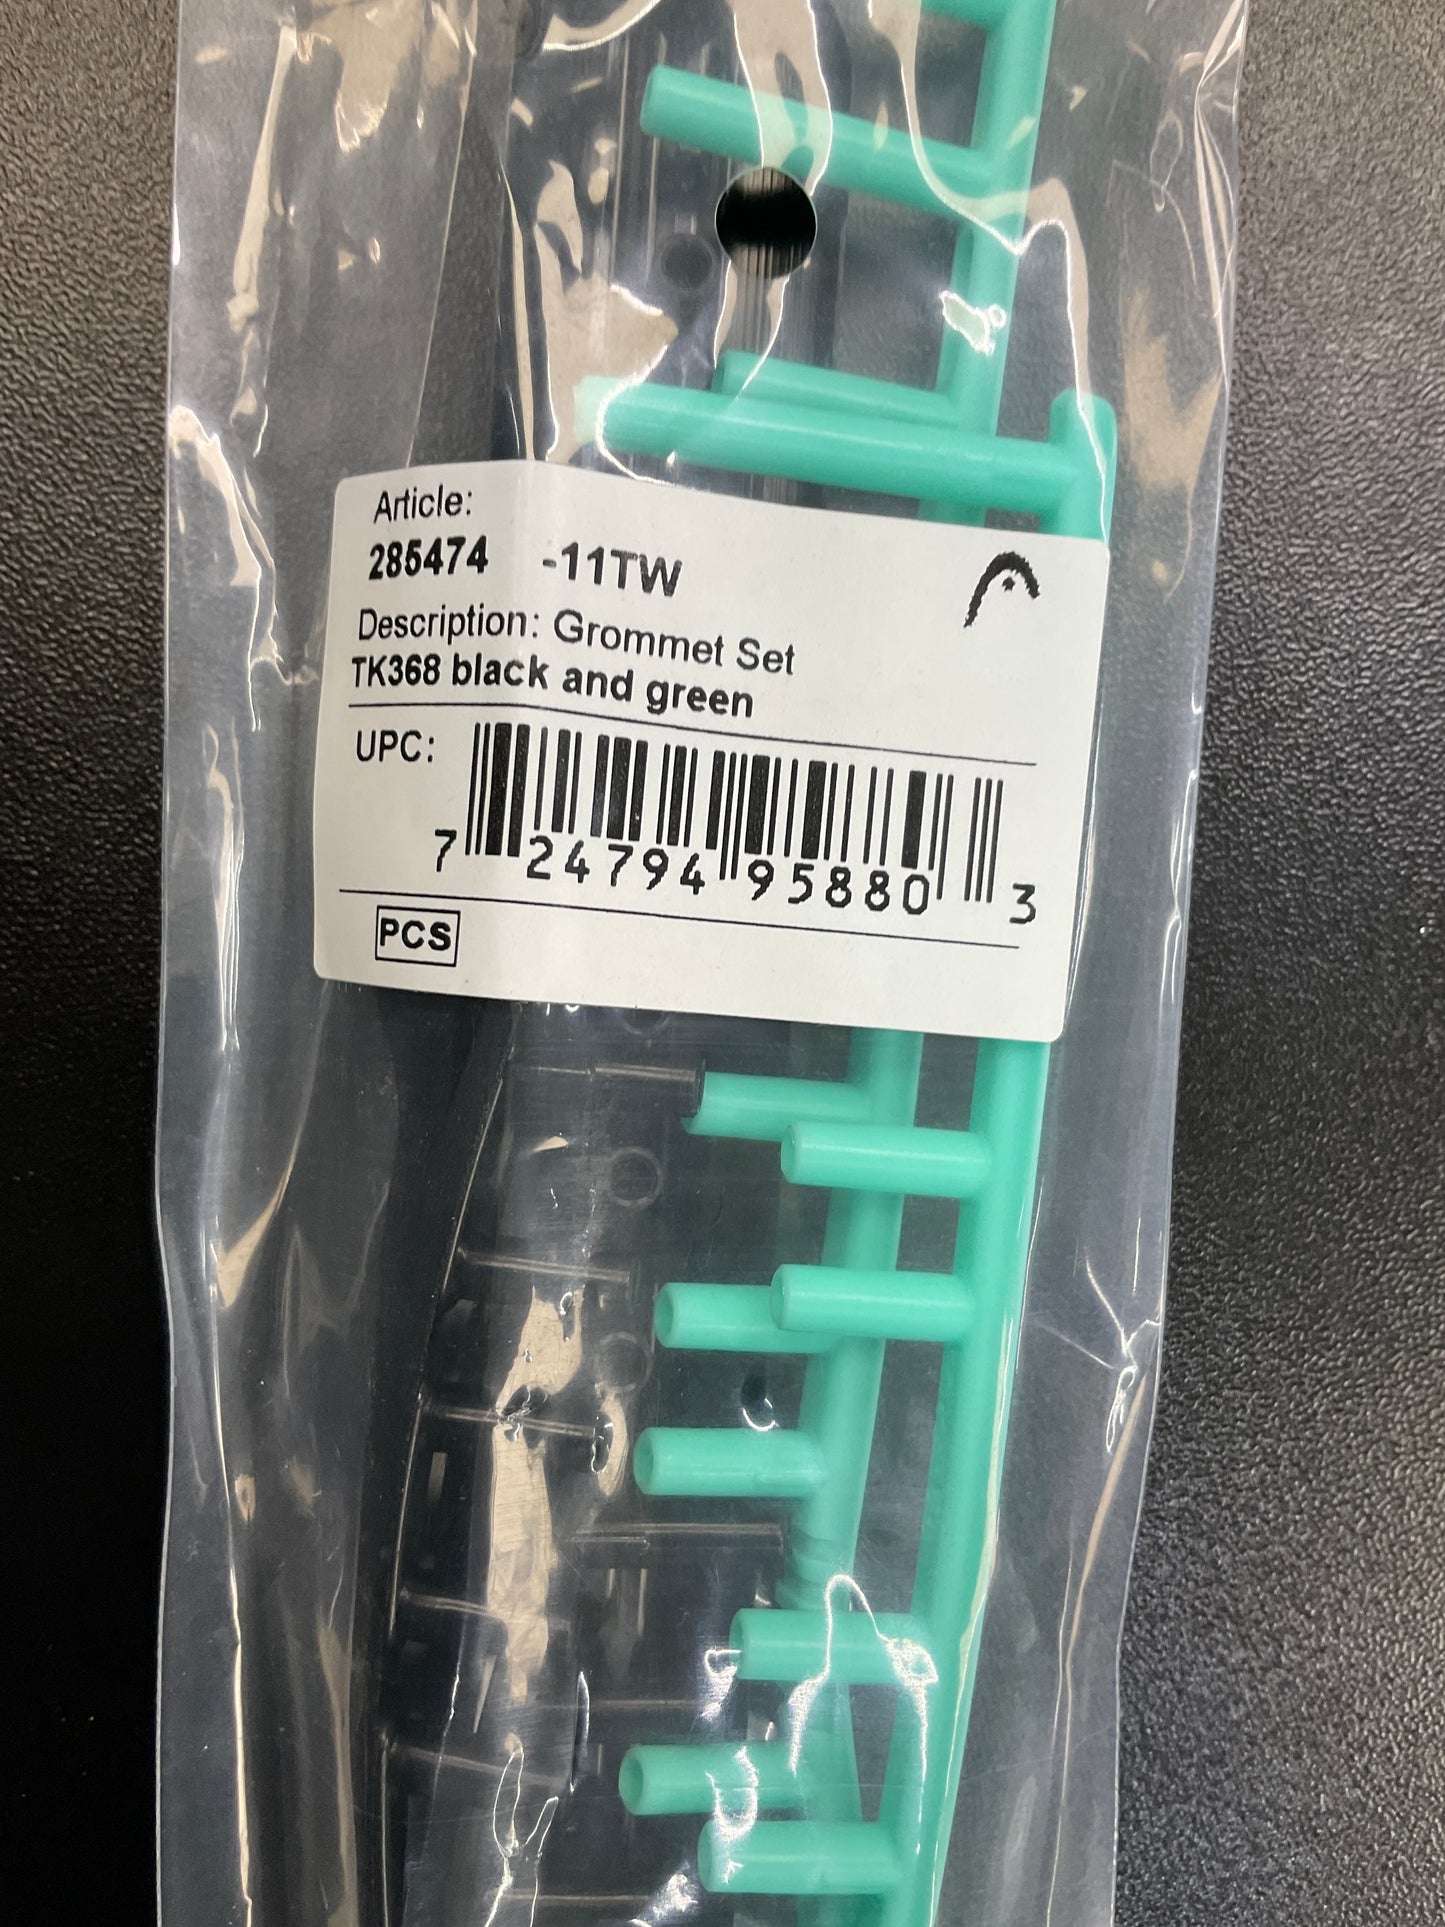 Article:
285474 -11TW
Description: Grommet Set
TK368 black and green
UPC:
7 24794 95880 3
PCS